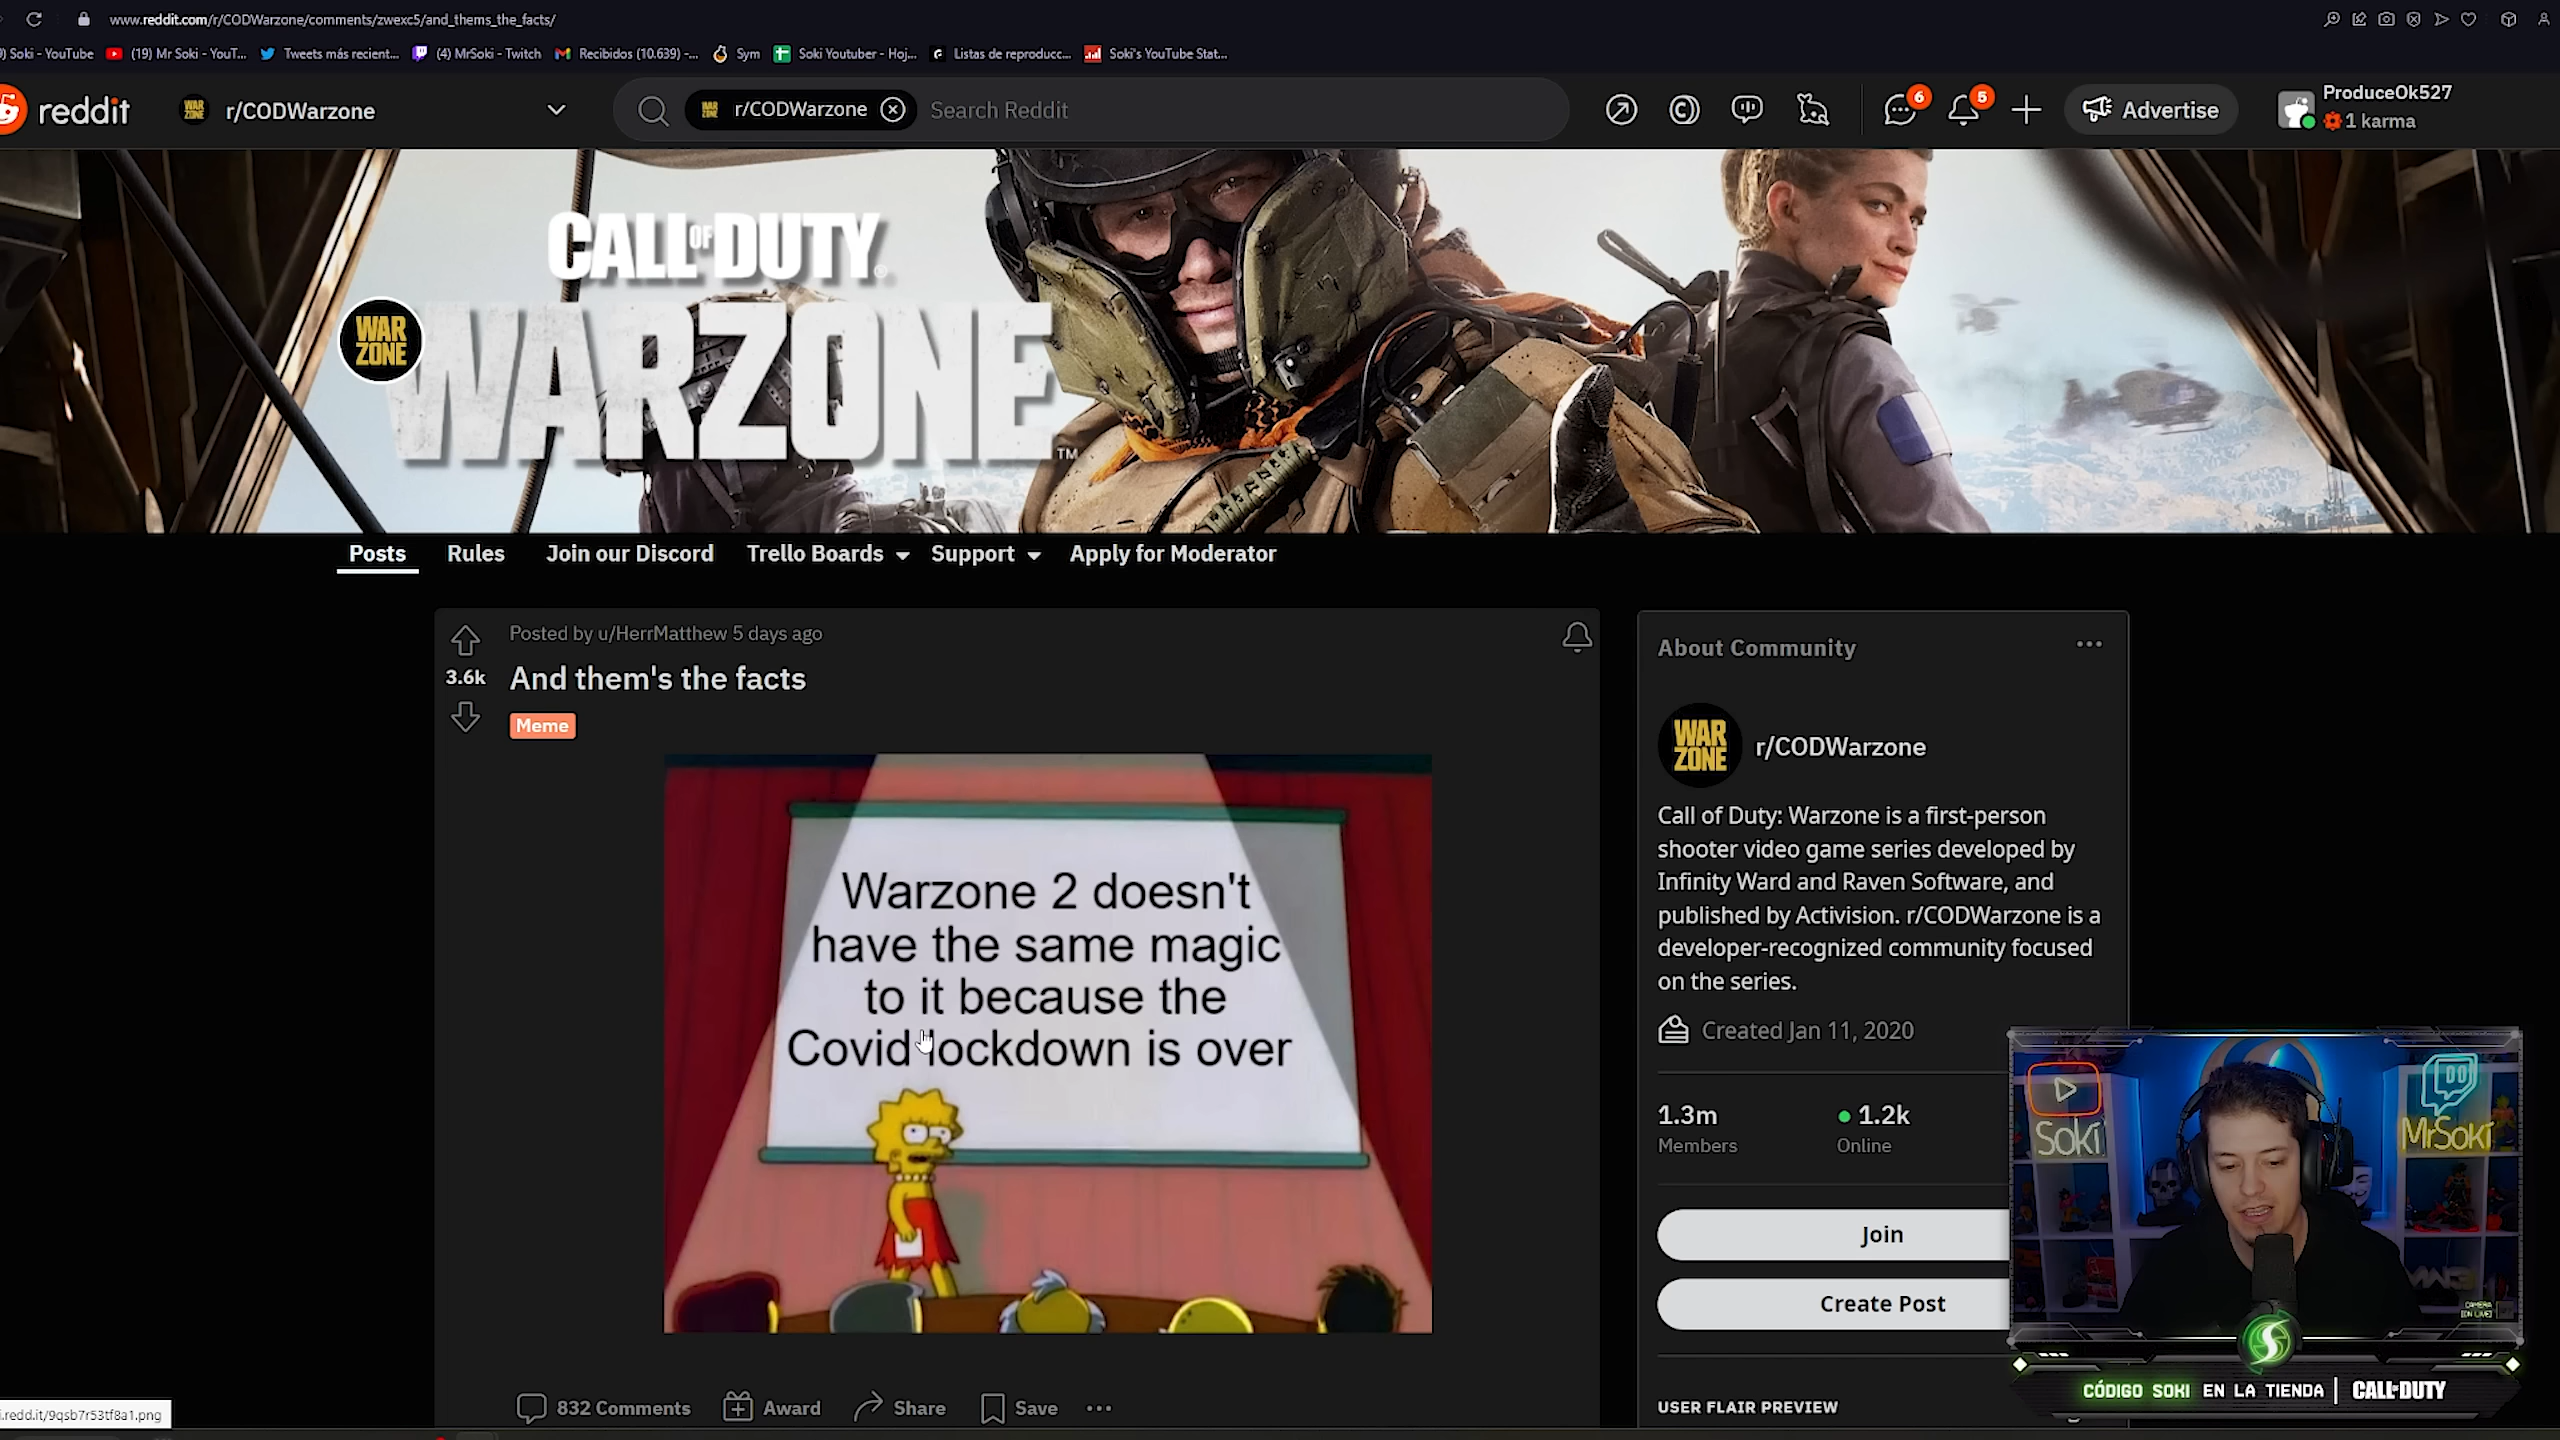 www.reddit.com/r/CODWarzone/comments/zwexc5/and_thems_the_facts/
Soki - YouTube
(19) Mr Soki - YouT...
Tweets más recient...
(4) MrSoki - Twitch
Recibidos (10.639) -...
Sym
Soki Youtuber - Hoj...
Listas de reproducc...
Soki's YouTube Stat...
reddit
r/CODWarzone
r/CODWarzone
Search Reddit
6
5
Advertise
ProduceOk527
1 karma
CALL OF DUTY
WARZONE™
WAR
ZONE
Posts
Rules
Join our Discord
Trello Boards
Support
Apply for Moderator
3.6k
Posted by u/HerrMatthew 5 days ago
And them's the facts
Meme
Warzone 2 doesn't
have the same magic
to it because the
Covid lockdown is over
832 Comments
Award
Share
Save
About Community
WAR
ZONE
r/CODWarzone
Call of Duty: Warzone is a first-person
shooter video game series developed by
Infinity Ward and Raven Software, and
published by Activision. r/CODWarzone is a
developer-recognized community focused
on the series.
Created Jan 11, 2020
1.3m
Members
1.2k
Online
Join
Create Post
USER FLAIR PREVIEW
Soki
MrSoki
CÓDIGO SOKI EN LA TIENDA | CALL OF DUTY
i.redd.it/9qsb7r53tf8a1.png